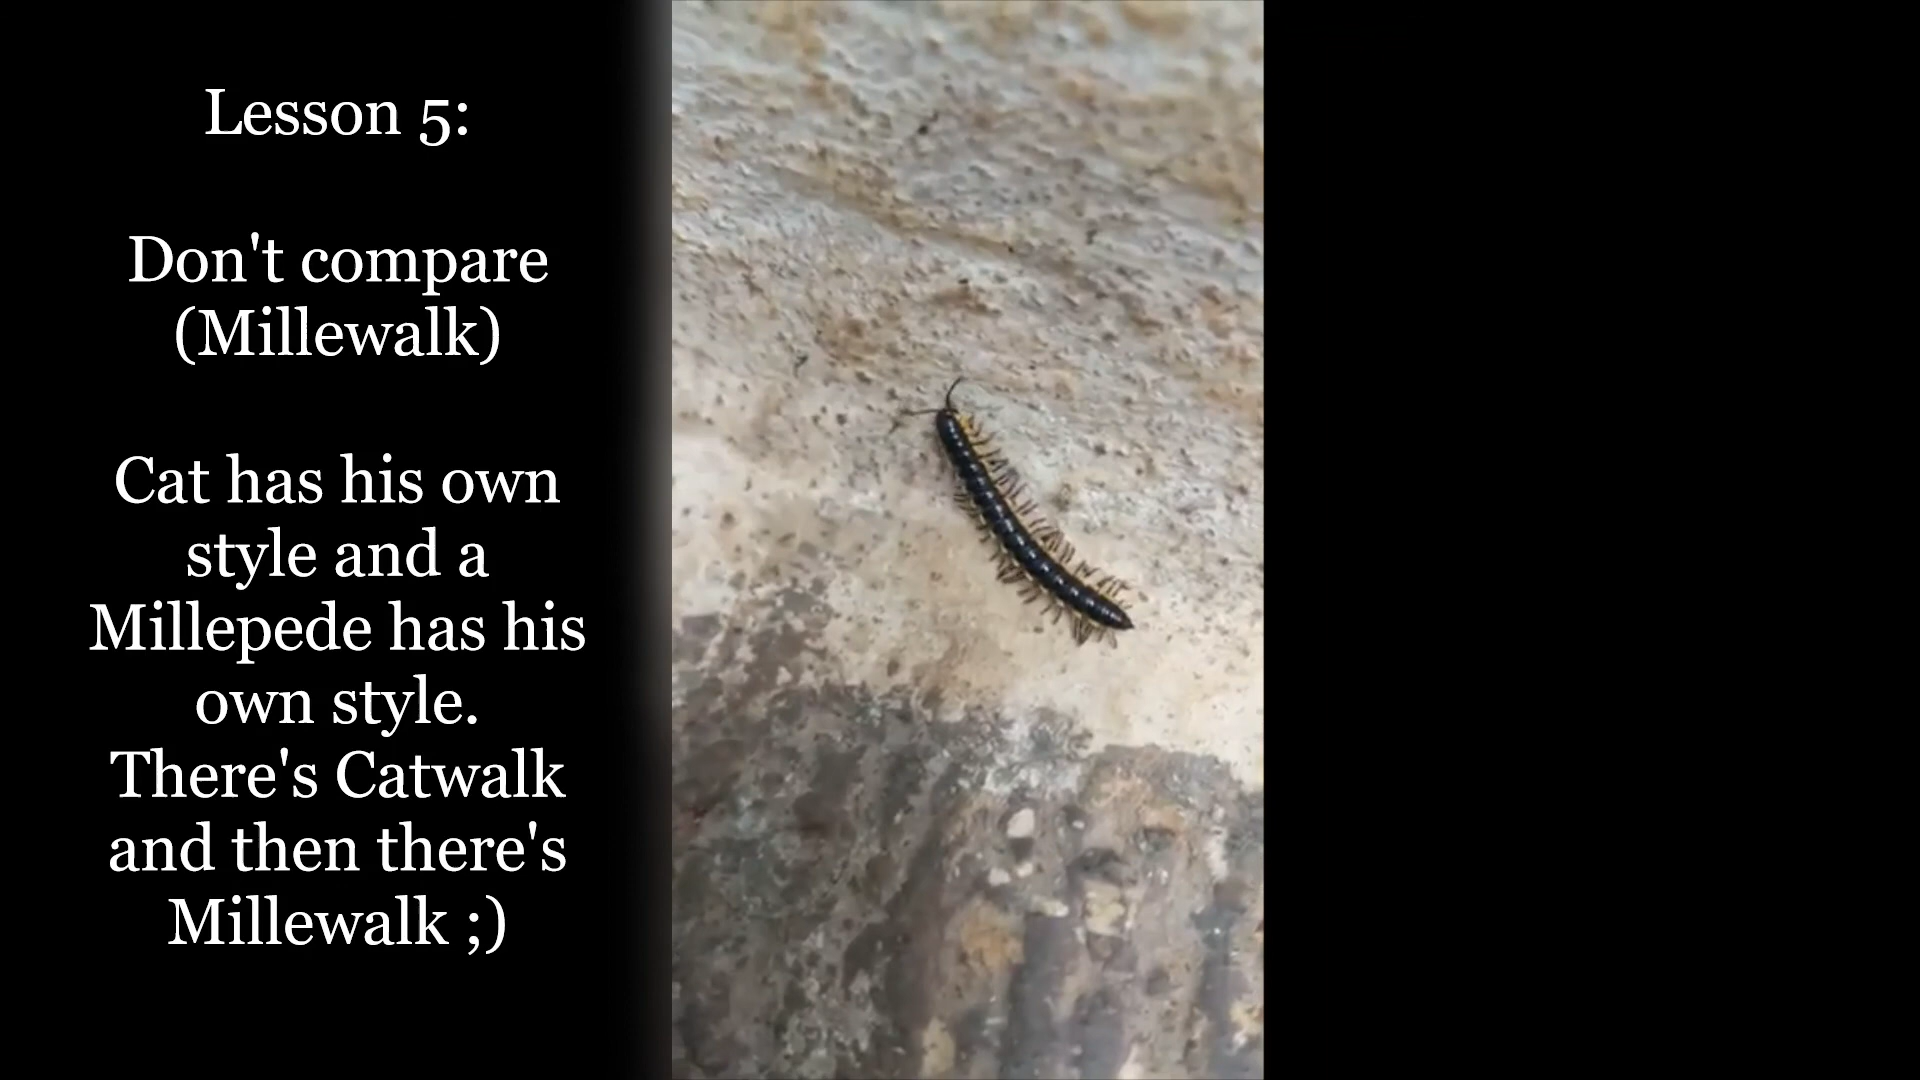 Lesson 5:
Don't compare
(Millewalk)
Cat has his own
style and a
Millepede has his
own style.
There's Catwalk
and then there's
Millewalk ;)